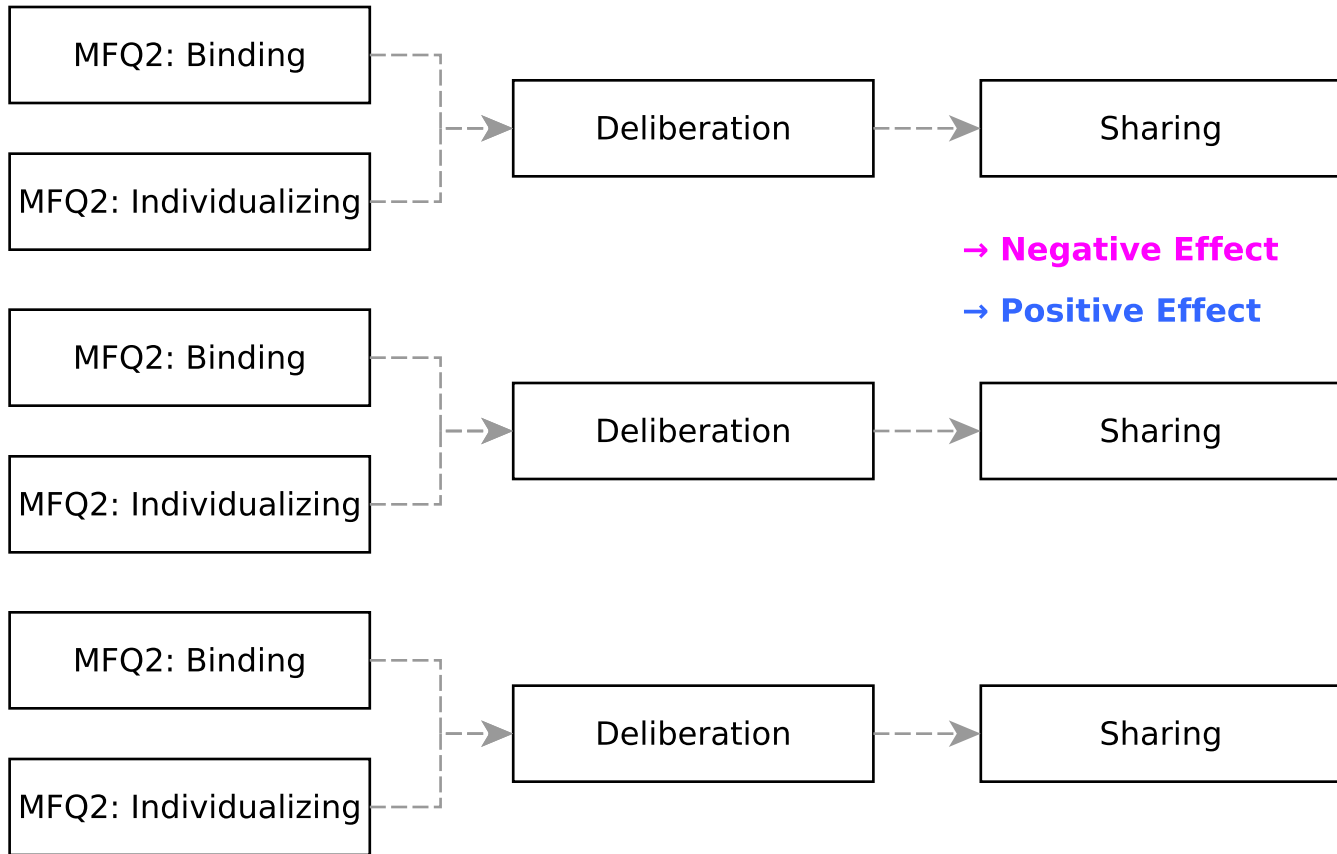 MFQ2: Binding
Deliberation
Sharing
MFQ2: Individualizing
→ Negative Effect
→ Positive Effect
MFQ2: Binding
Deliberation
Sharing
MFQ2: Individualizing
MFQ2: Binding
Deliberation
Sharing
MFQ2: Individualizing